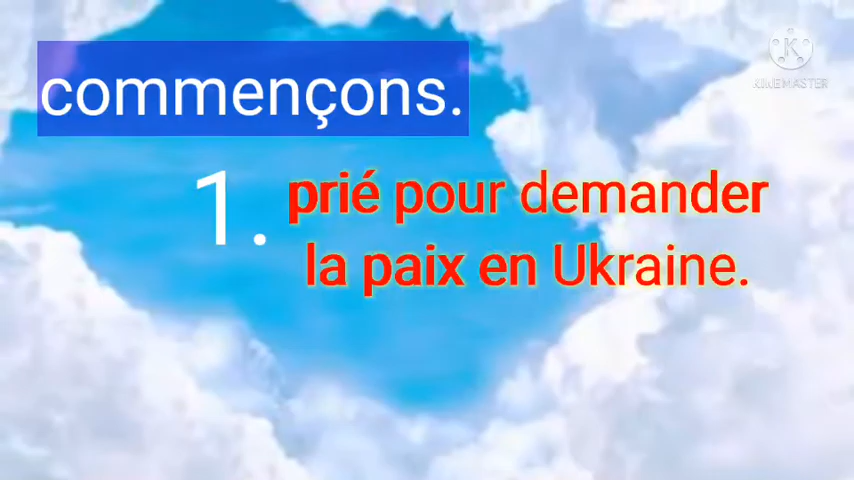 commençons.
K
KINEMASTER
1. prié pour demander
la paix en Ukraine.